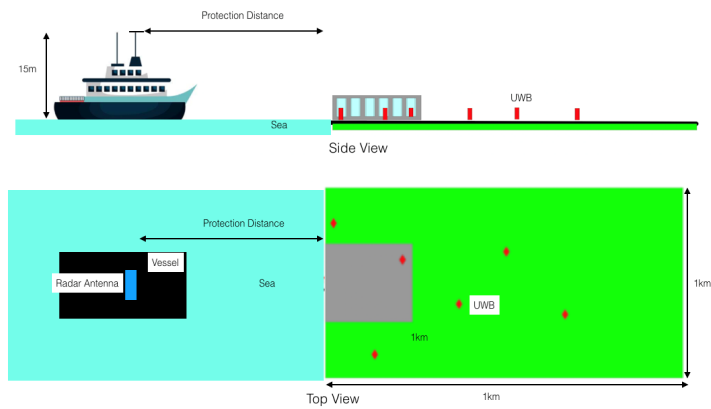 Protection Distance
15m
UWB
Sea
Side View
Protection Distance
Vessel
Radar Antenna
Sea
UWB
1km
1km
1km
Top View